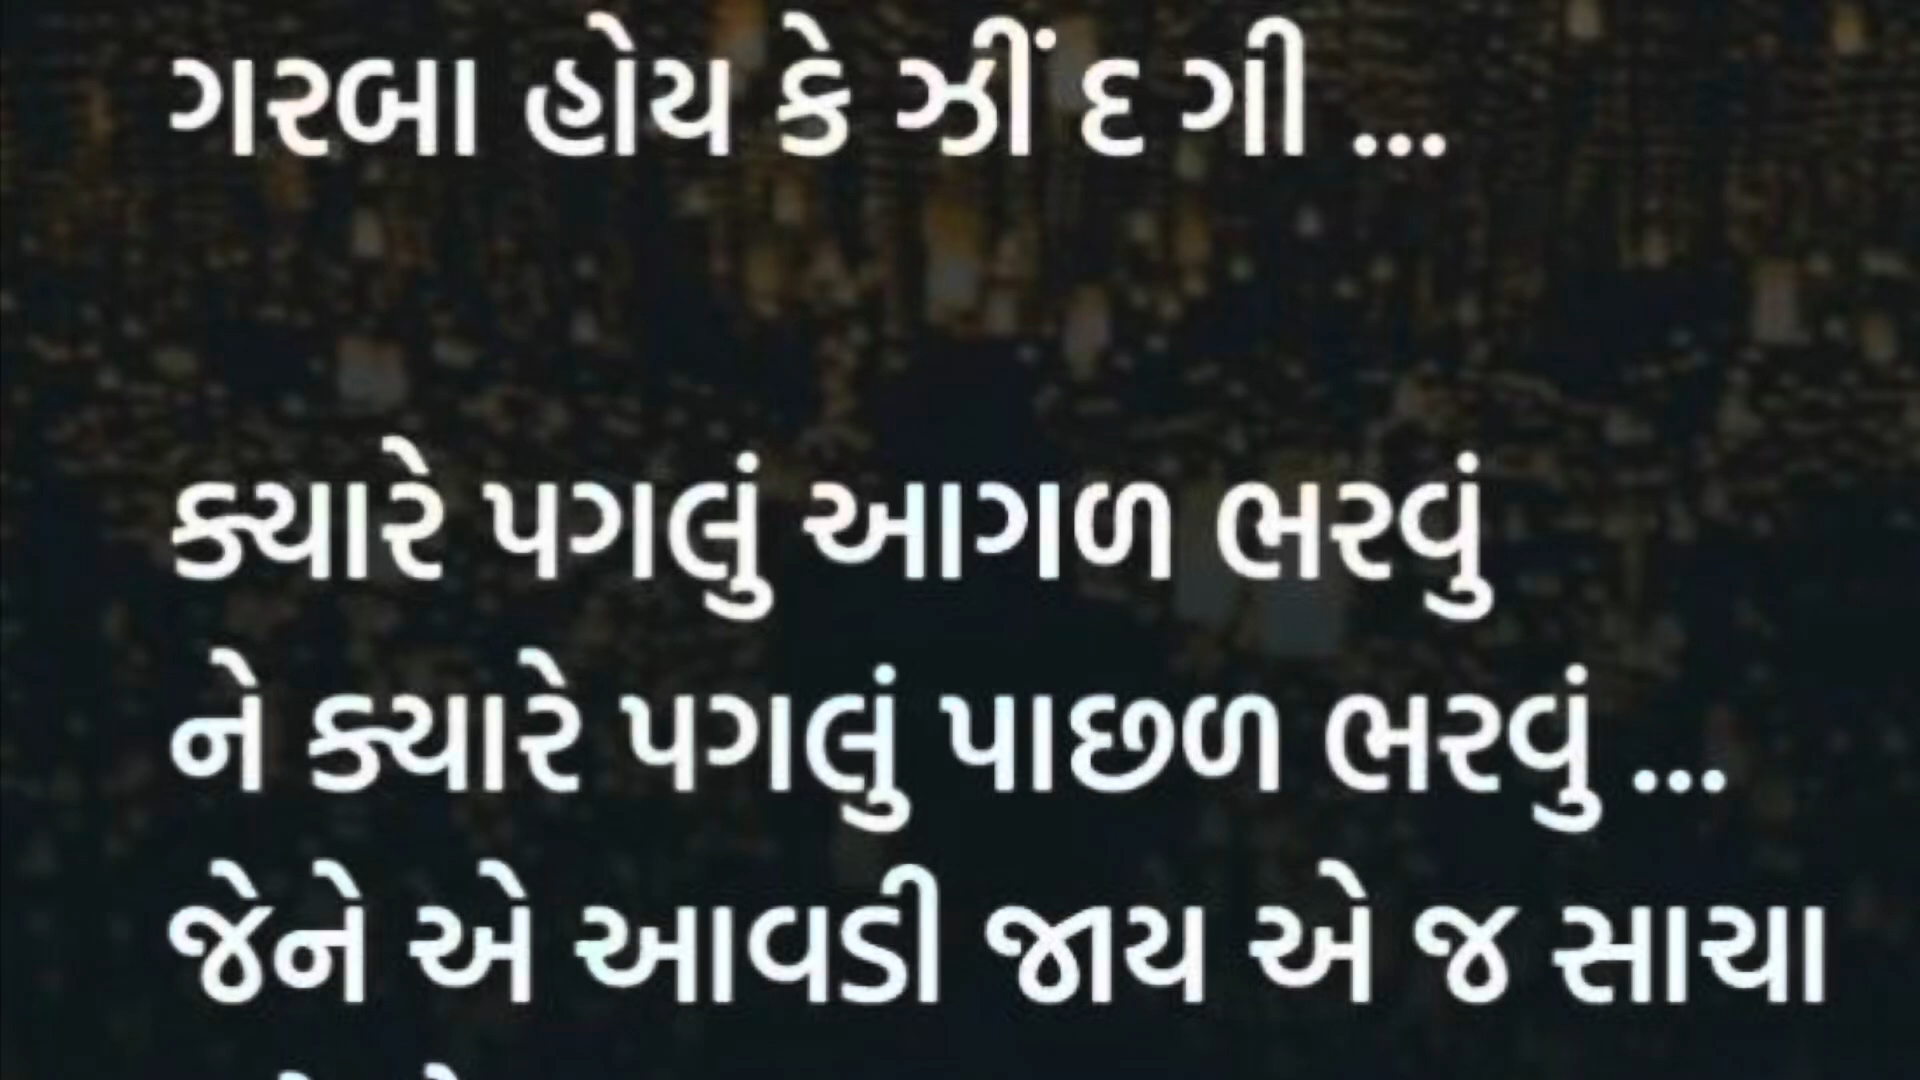 ગરબા હોય કે ઝીં દ ગી ...
ક્યારે પગલું આગળ ભરવું
ને ક્યારે પગલું પાછળ ભરવું ...
જેને એ આવડી જાય એ જ સાચા